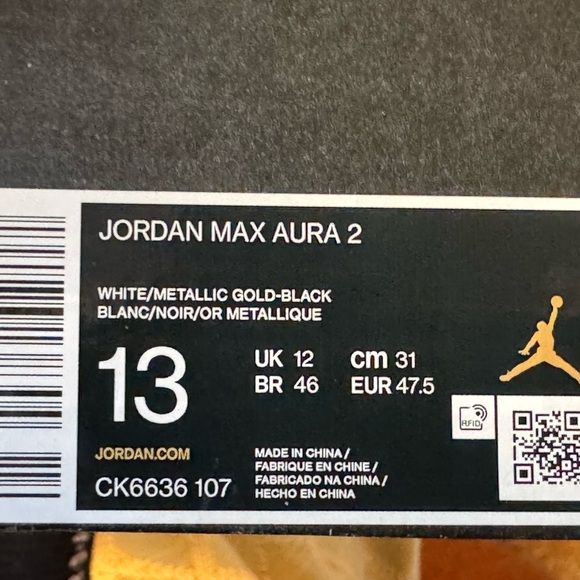 JORDAN MAX AURA 2
WHITE/METALLIC GOLD-BLACK
BLANC/NOIR/OR METALLIQUE
13
UK 12 cm 31
BR 46 EUR 47.5
RFID
JORDAN.COM
CK6636 107
MADE IN CHINA /
FABRIQUE EN CHINE /
FABRICADO NA CHINA /
HECHO EN CHINA